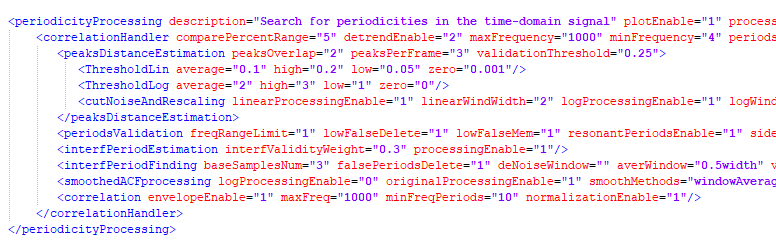 <periodicityProcessing description="Search for periodicities in the time-domain signal" plotEnable="1" process
<correlationHandler comparePercentRange="5" detrendEnable="2" maxFrequency="1000" minFrequency="4" periods
<peaksDistanceEstimation peaksOverlap="2" peaksPerFrame="3" validationThreshold="0.25">
<ThresholdLin average="0.1" high="0.2" low="0.05" zero="0.001"/>
<ThresholdLog average="2" high="3" low="1" zero="0"/>
<cutNoiseAndRescaling linearProcessingEnable="1" linearWindWidth="2" logProcessingEnable="1" logWind
</peaksDistanceEstimation>
<periodsValidation freqRangeLimit="1" lowFalseDelete="1" lowFalseMem="1" resonantPeriodsEnable="1" side
<interfPeriodEstimation interfValidityWeight="0.3" processingEnable="1"/>
<interfPeriodFinding baseSamplesNum="3" falsePeriodsDelete="1" deNoiseWindow="" averWindow="0.5width" v
<smoothedACFprocessing logProcessingEnable="0" originalProcessingEnable="1" smoothMethods="windowAverag
<correlation envelopeEnable="1" maxFreq="1000" minFreqPeriods="10" normalizationEnable="1"/>
</correlationHandler>
</periodicityProcessing>